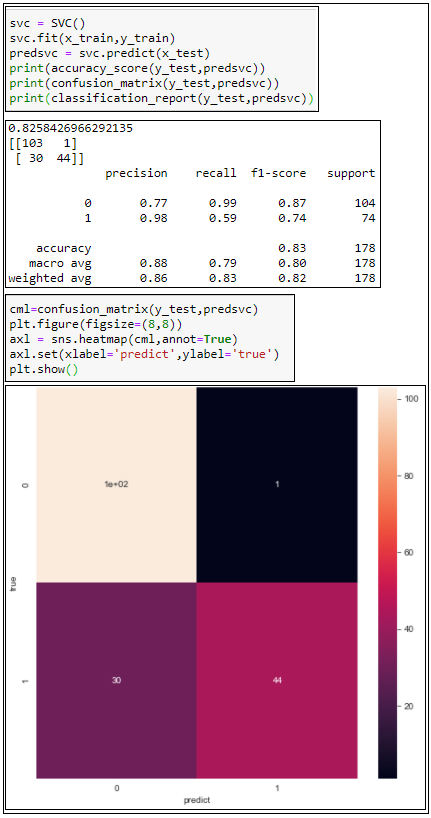 svc = SVC()
svc.fit(x_train,y_train)
predsvc = svc.predict(x_test)
print(accuracy_score(y_test,predsvc))
print(confusion_matrix(y_test,predsvc))
print(classification_report(y_test,predsvc))
0.8258426966292135
[[103   1]
 [ 30  44]]
precision    recall  f1-score   support
0       0.77      0.99      0.87       104
1       0.98      0.59      0.74        74
accuracy                           0.83       178
macro avg       0.88      0.79      0.80       178
weighted avg       0.86      0.83      0.82       178
cml=confusion_matrix(y_test,predsvc)
plt.figure(figsize=(8,8))
axl = sns.heatmap(cml,annot=True)
axl.set(xlabel='predict',ylabel='true')
plt.show()
100
80
60
40
20
0
1e+02
1
true
1
30
44
0
1
predict